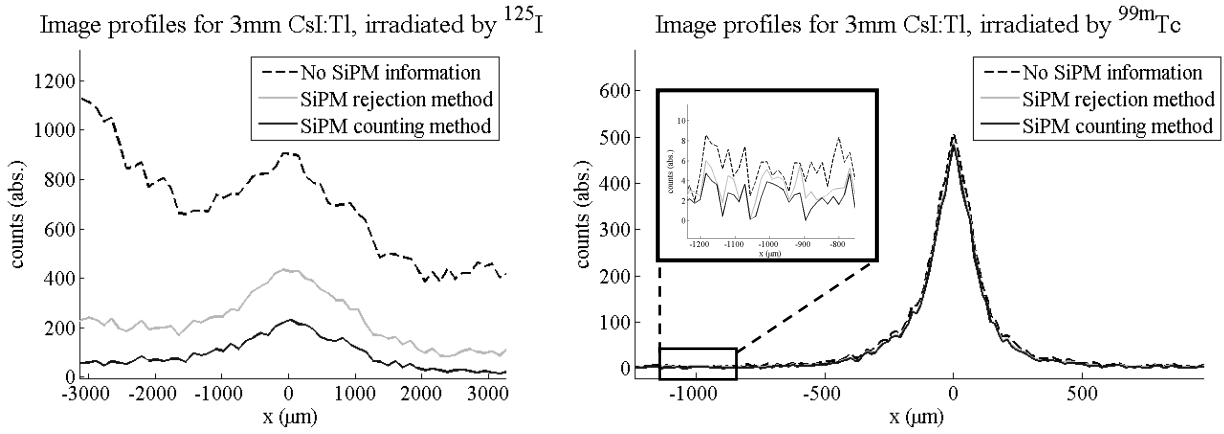 Image profiles for 3mm CsI:Tl, irradiated by ¹²⁵I
1200
1000
800
600
400
200
0
counts (abs.)
No SiPM information
SiPM rejection method
SiPM counting method
-3000 -2000 -1000 0 1000 2000 3000
x (μm)
Image profiles for 3mm CsI:Tl, irradiated by ⁹⁹ᵐTc
600
500
400
300
200
100
0
counts (abs.)
No SiPM information
SiPM rejection method
SiPM counting method
10
8
6
4
2
0
counts (abs.)
-1200 -1100 -1000 -900 -800
x (μm)
-1000 -500 0 500
x (μm)